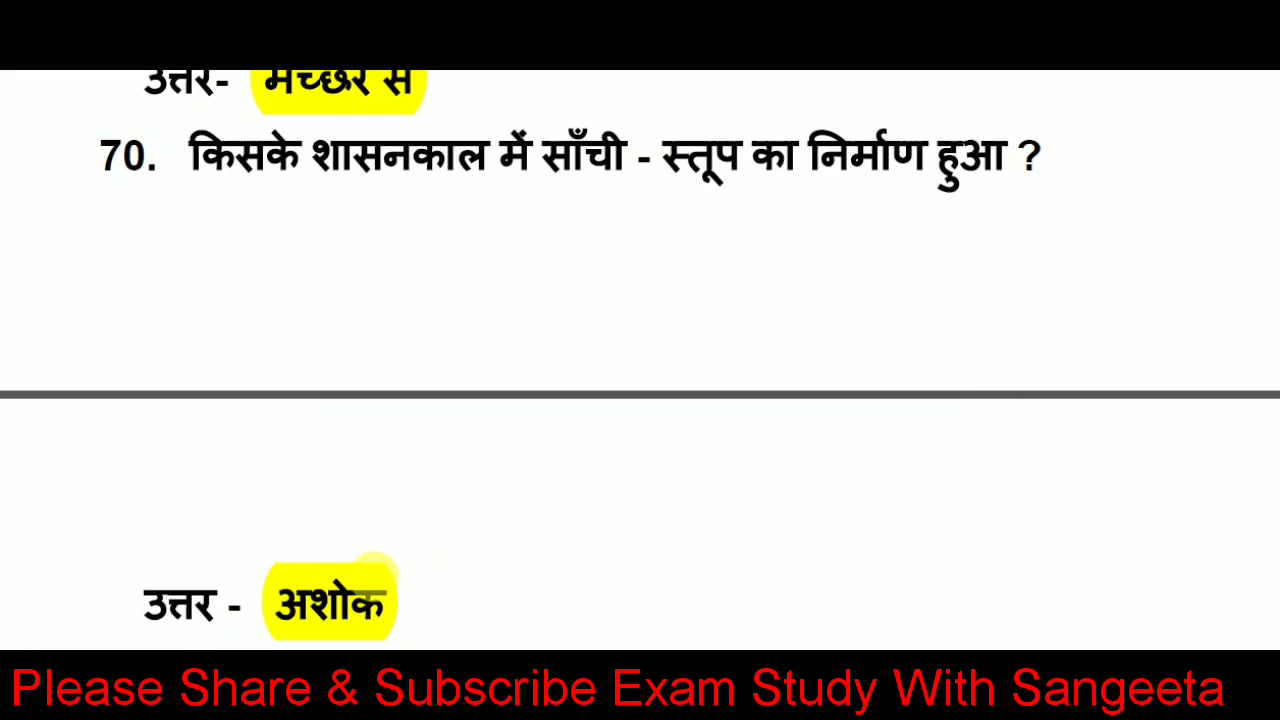 उत्तर- मच्छर से
70. किसके शासनकाल में साँची - स्तूप का निर्माण हुआ ?
उत्तर - अशोक
Please Share & Subscribe Exam Study With Sangeeta